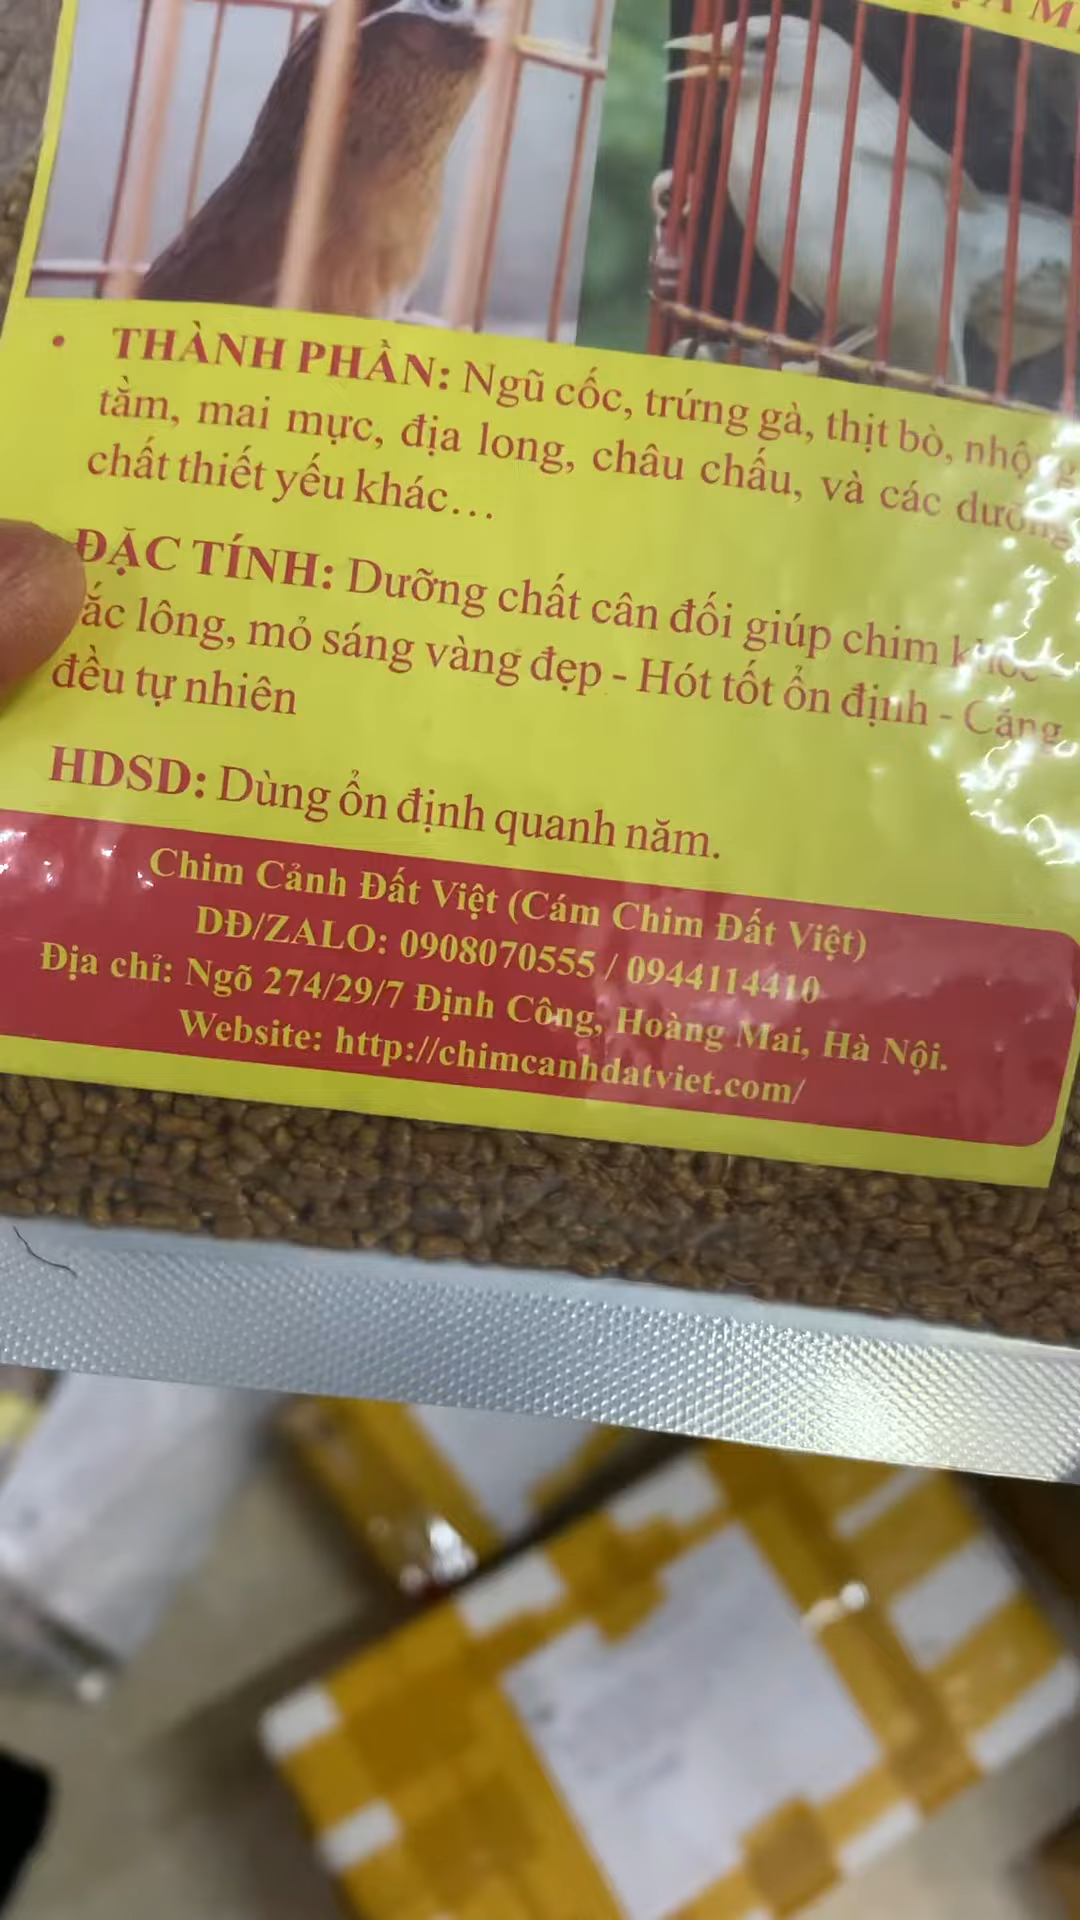 • THÀNH PHẦN: Ngũ cốc, trứng gà, thịt bò, nhộng
tằm, mai mực, địa long, châu chấu, và các dưỡng
chất thiết yếu khác...
ĐẶC TÍNH: Dưỡng chất cân đối giúp chim khỏe -
lông, mỏ sáng vàng đẹp - Hót tốt ổn định - Căng
đều tự nhiên
HDSD: Dùng ổn định quanh năm.
Chim Cảnh Đất Việt (Cám Chim Đất Việt)
DĐ/ZALO: 0908070555 / 0944114410
Địa chỉ: Ngõ 274/29/7 Định Công, Hoàng Mai, Hà Nội.
Website: http://chimcanhdatviet.com/